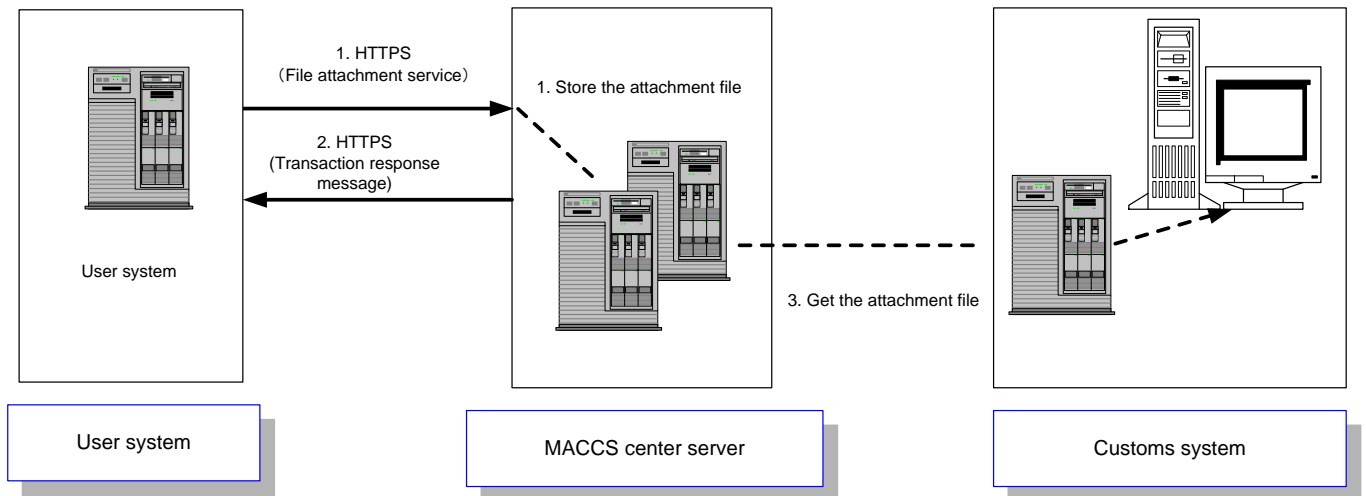 1. HTTPS
（File attachment service）
1. Store the attachment file
2. HTTPS
(Transaction response
message)
User system
3. Get the attachment file
User system
MACCS center server
Customs system